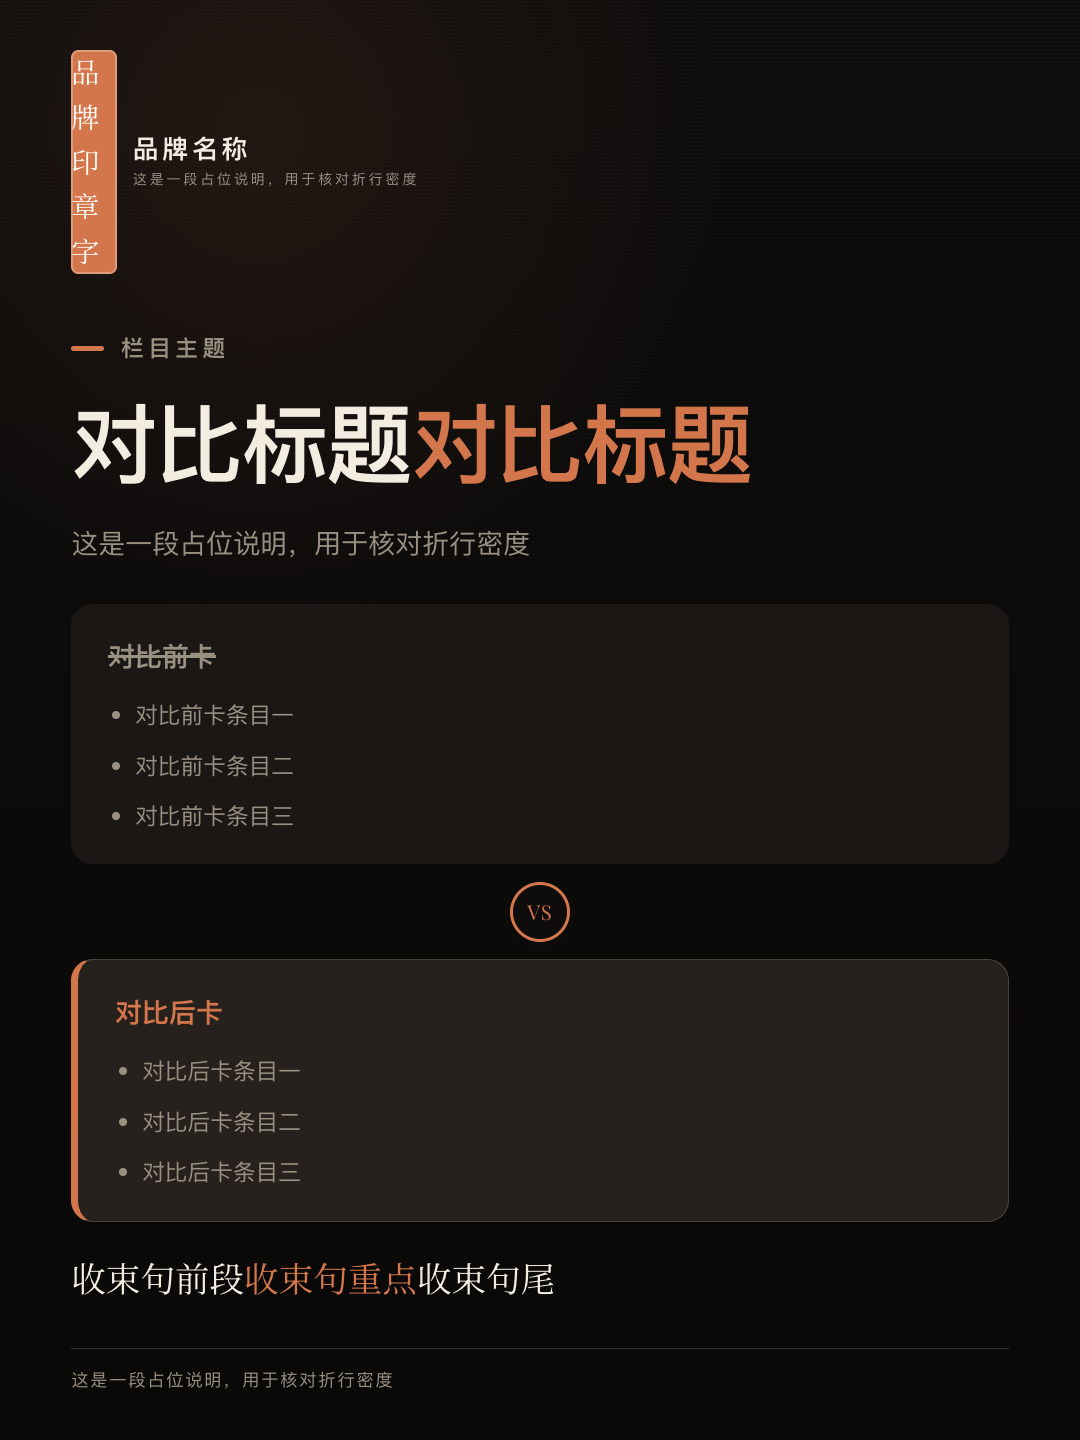 品
牌
印
章
字
品牌名称
这是一段占位说明，用于核对折行密度
栏目主题
对比标题对比标题
这是一段占位说明，用于核对折行密度
对比前卡
对比前卡条目一
对比前卡条目二
对比前卡条目三
VS
对比后卡
对比后卡条目一
对比后卡条目二
对比后卡条目三
收束句前段收束句重点收束句尾
这是一段占位说明，用于核对折行密度